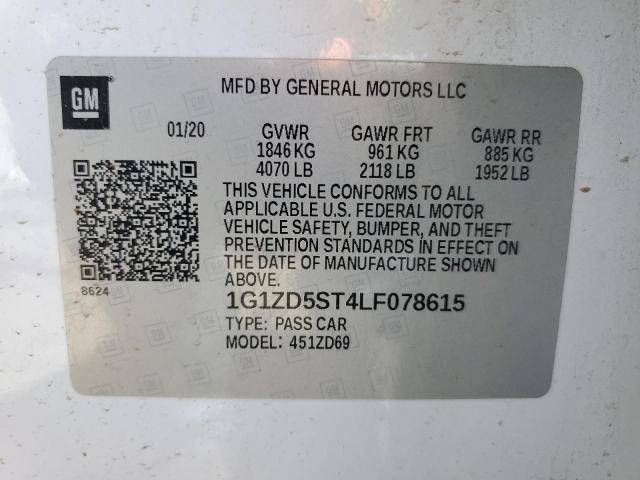 GM
MFD BY GENERAL MOTORS LLC
01/20 GVWR GAWR FRT GAWR RR
1846 KG 961 KG 885 KG
4070 LB 2118 LB 1952 LB
THIS VEHICLE CONFORMS TO ALL
APPLICABLE U.S. FEDERAL MOTOR
VEHICLE SAFETY, BUMPER, AND THEFT
PREVENTION STANDARDS IN EFFECT ON
THE DATE OF MANUFACTURE SHOWN
ABOVE.
8624
1G1ZD5ST4LF078615
TYPE: PASS CAR
MODEL: 451ZD69